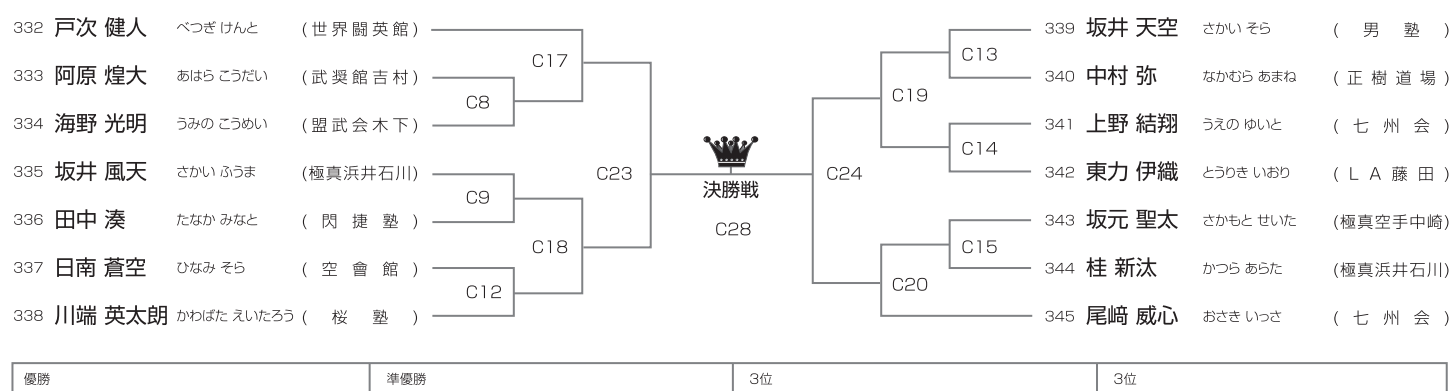 332 戸次 健人 べつぎ けんと (世界闘英館)
333 阿原 煌大 あはら こうだい (武奨館吉村)
334 海野 光明 うみの こうめい (盟武会木下)
335 坂井 風天 さかい ふうま (極真浜井石川)
336 田中 湊 たなか みなと (閃捷塾)
337 日南 蒼空 ひなみ そら (空會館)
338 川端 英太朗 かわばた えいたろう (桜塾)
C17
C8
C9
C18
C12
C23
決勝戦
C28
C24
C13
C19
C14
C15
C20
339 坂井 天空 さかい そら (男塾)
340 中村 弥 なかむら あまね (正樹道場)
341 上野 結翔 うえの ゆいと (七州会)
342 東力 伊織 とうりき いおり (LA藤田)
343 坂元 聖太 さかもと せいた (極真空手中崎)
344 桂 新汰 かつら あらた (極真浜井石川)
345 尾﨑 威心 おさき いっさ (七州会)
優勝
準優勝
3位
3位